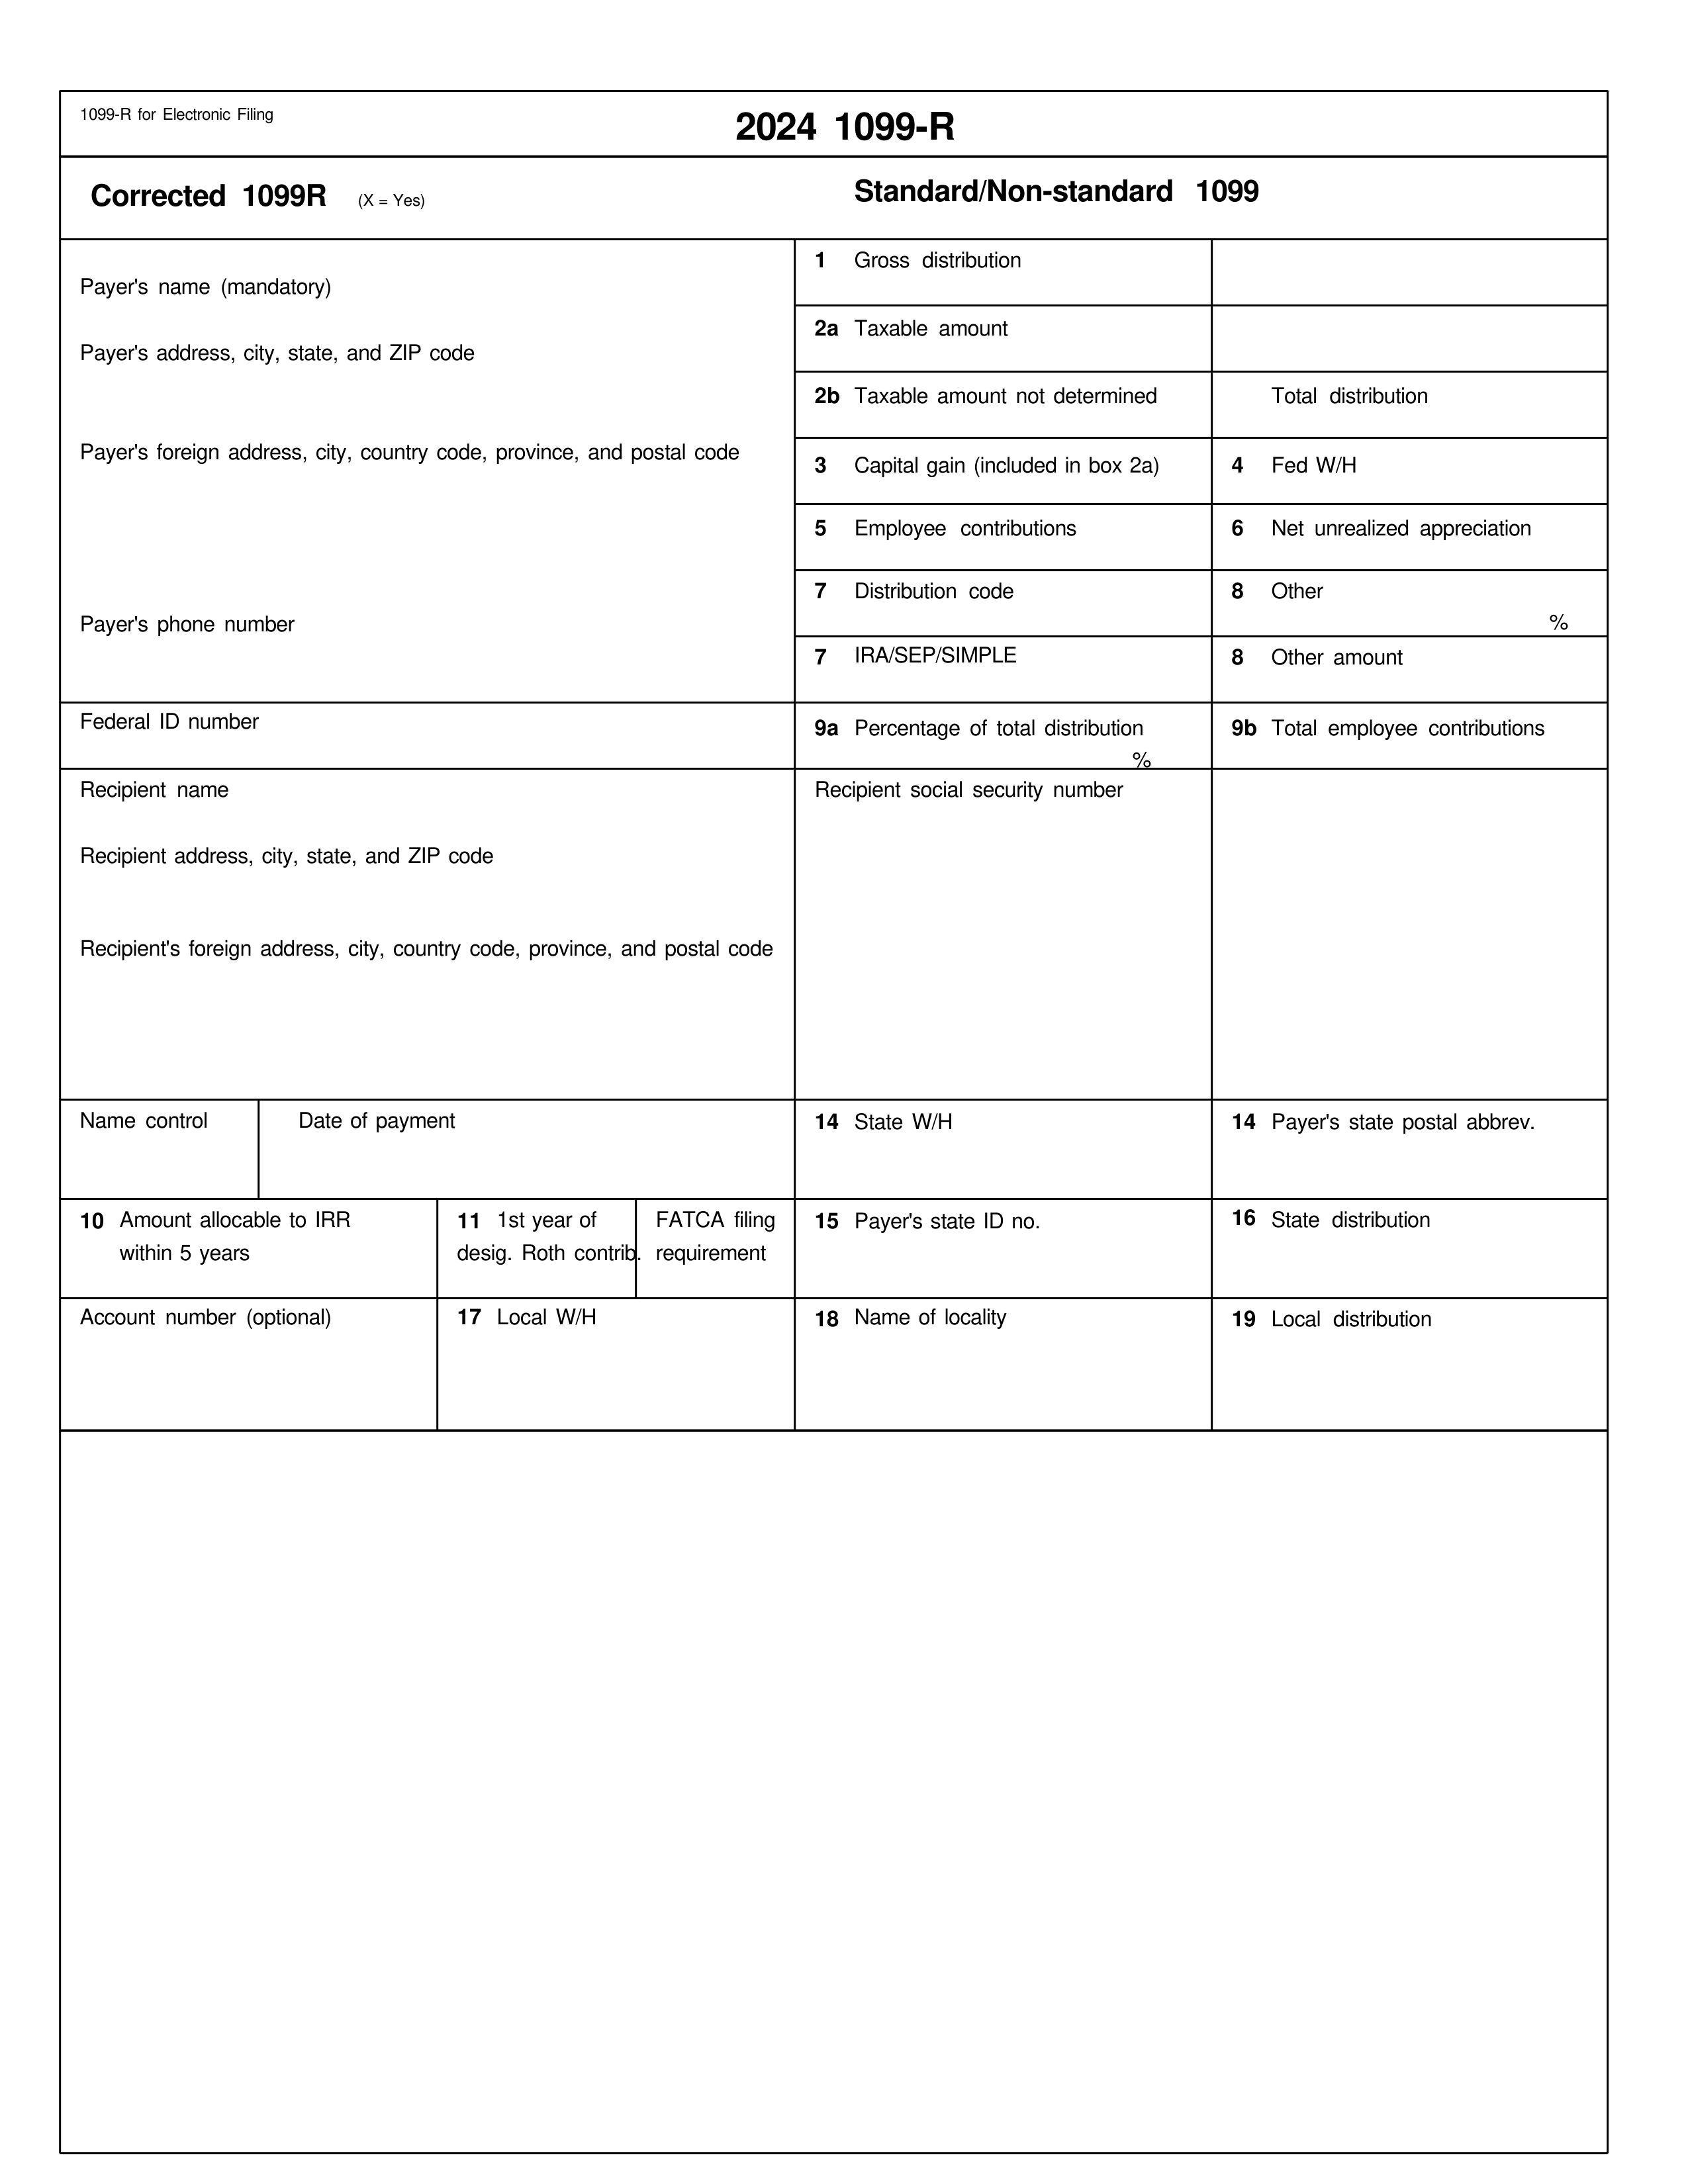 1099-R for Electronic Filing
2024 1099-R
Corrected 1099R (X = Yes)
Standard/Non-standard 1099
Payer's name (mandatory)
Payer's address, city, state, and ZIP code
Payer's foreign address, city, country code, province, and postal code
Payer's phone number
1 Gross distribution
2a Taxable amount
2b Taxable amount not determined
Total distribution
3 Capital gain (included in box 2a)
4 Fed W/H
5 Employee contributions
6 Net unrealized appreciation
7 Distribution code
8 Other
%
7 IRA/SEP/SIMPLE
8 Other amount
Federal ID number
9a Percentage of total distribution
%
9b Total employee contributions
Recipient name
Recipient address, city, state, and ZIP code
Recipient's foreign address, city, country code, province, and postal code
Recipient social security number
Name control
Date of payment
14 State W/H
14 Payer's state postal abbrev.
10 Amount allocable to IRR
within 5 years
11 1st year of
desig. Roth contrib.
FATCA filing
requirement
15 Payer's state ID no.
16 State distribution
Account number (optional)
17 Local W/H
18 Name of locality
19 Local distribution